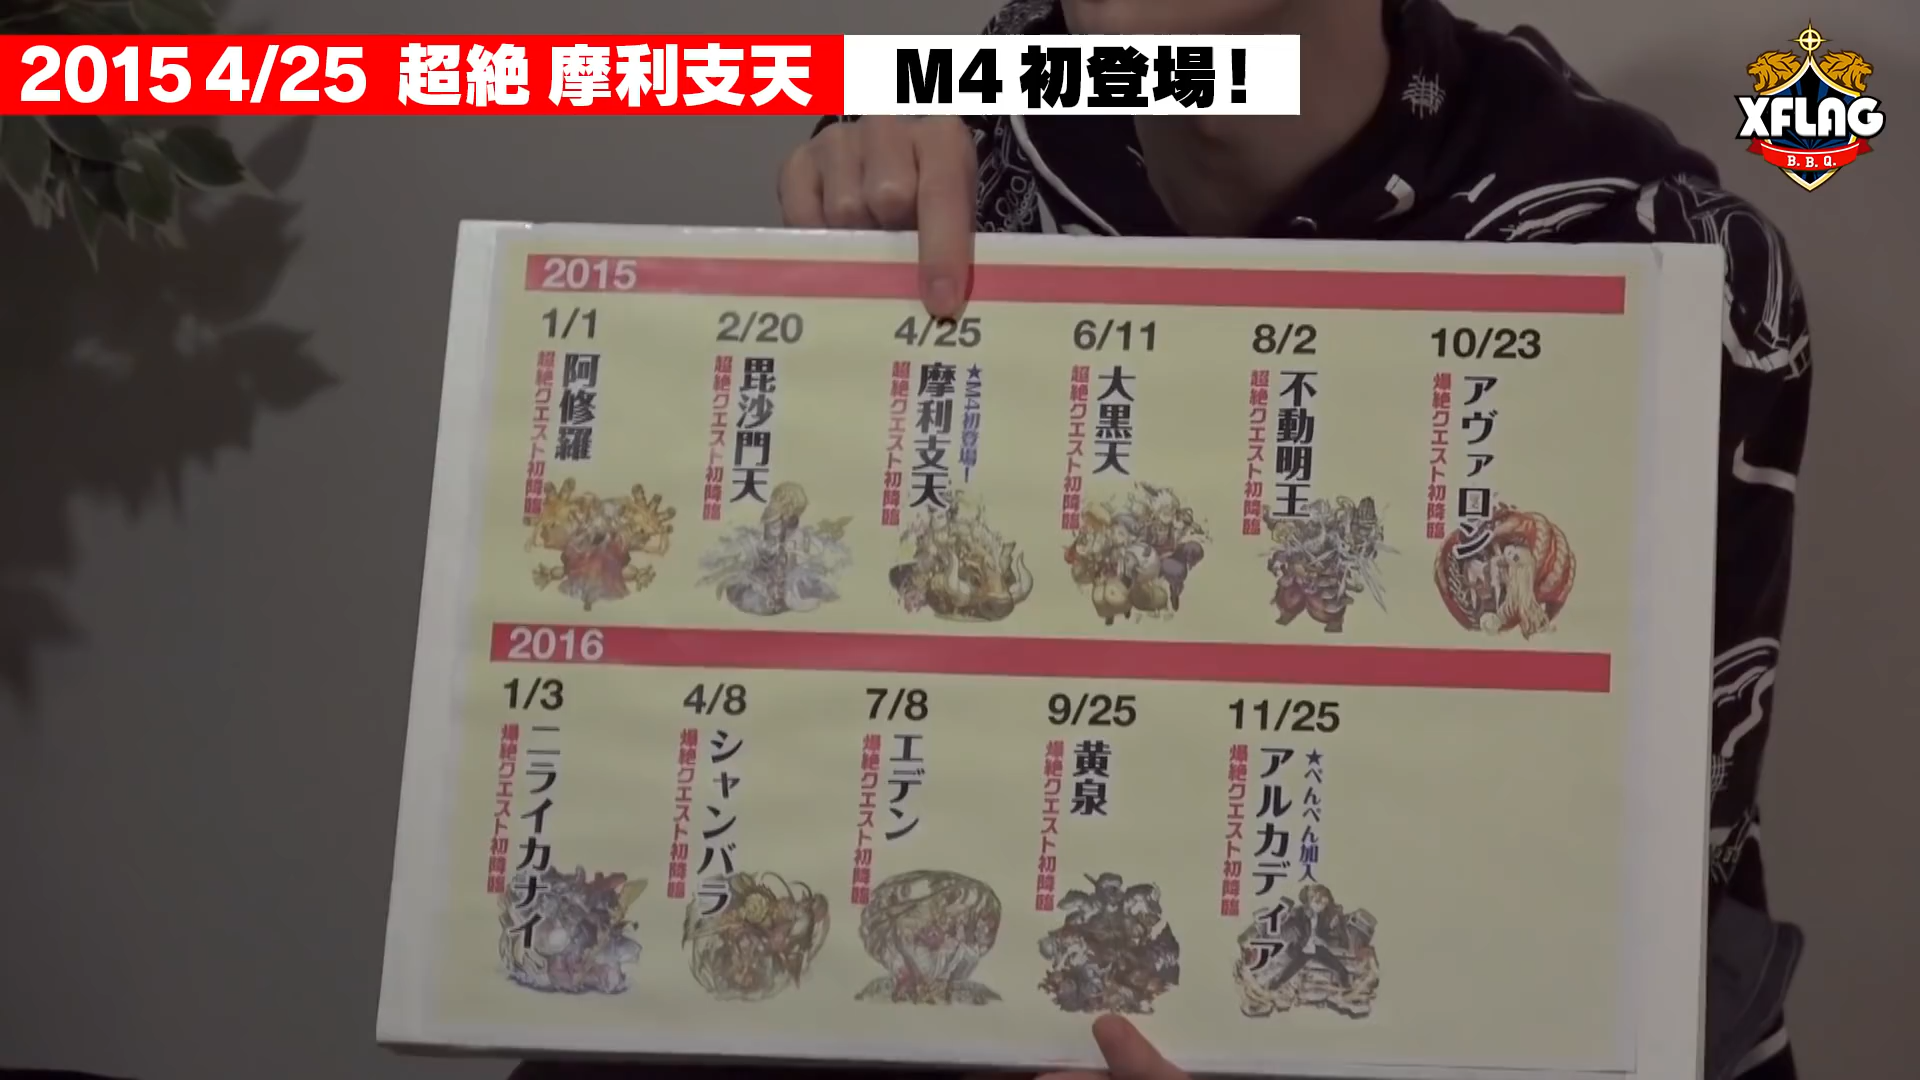 2015 4/25 超絶 摩利支天 M4 初登場!
XFLAG
B. B. Q.
2015
1/1
阿修羅
超絶クエスト初降臨
2/20
毘沙門天
超絶クエスト初降臨
4/25
★M4初登場!
摩利支天
超絶クエスト初降臨
6/11
大黒天
超絶クエスト初降臨
8/2
不動明王
超絶クエスト初降臨
10/23
アヴァロン
爆絶クエスト初降臨
2016
1/3
ニライカナイ
爆絶クエスト初降臨
4/8
シャンバラ
爆絶クエスト初降臨
7/8
エデン
爆絶クエスト初降臨
9/25
黄泉
爆絶クエスト初降臨
11/25
★ぺんぺん加入
アルカディア
爆絶クエスト初降臨